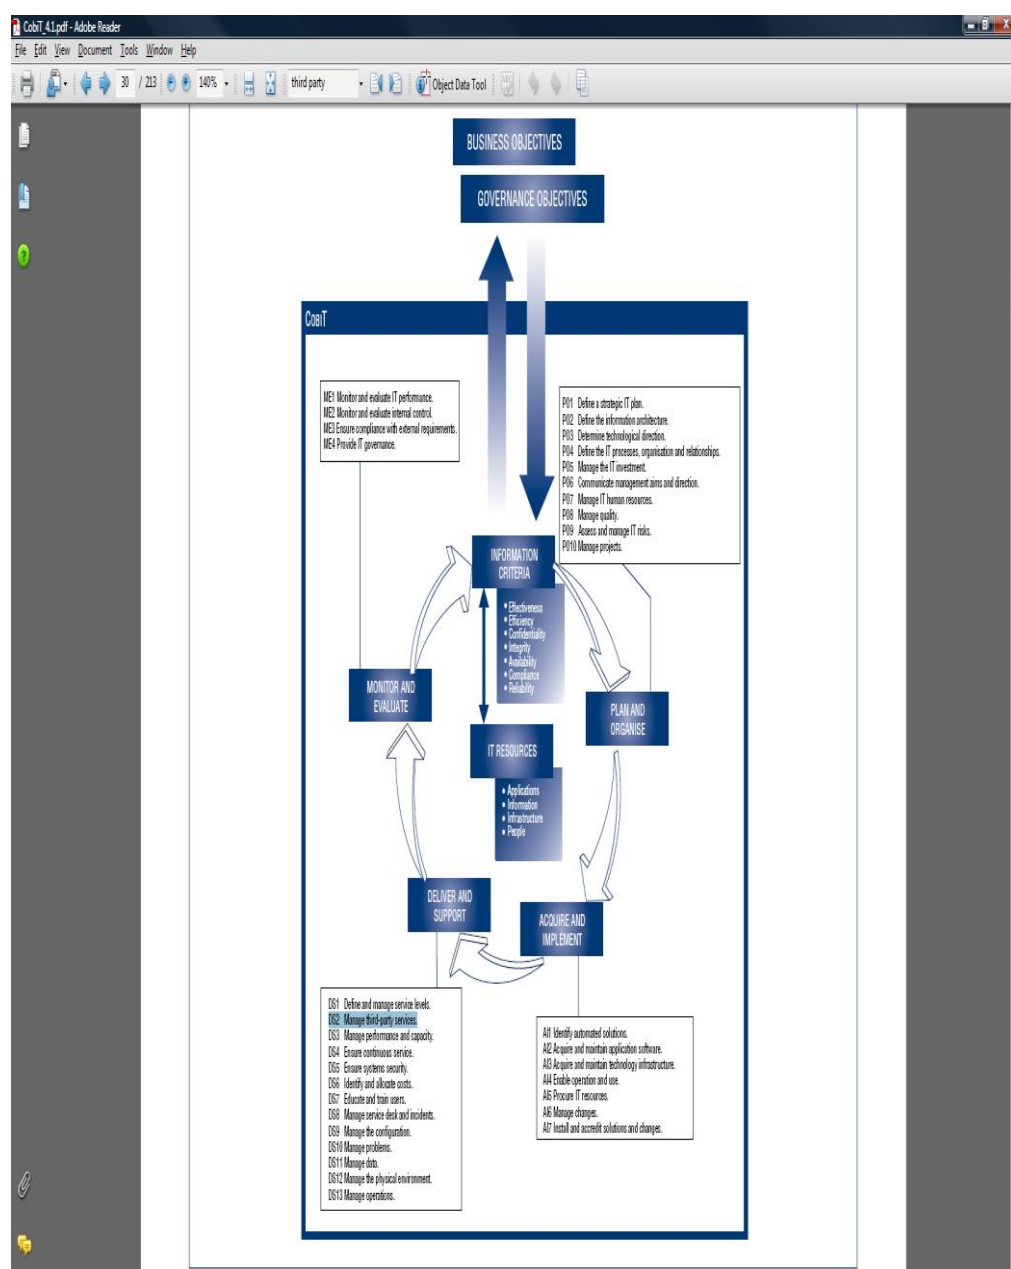 CobiT_4.1.pdf - Adobe Reader
File Edit View Document Tools Window Help
30 / 213 140% third party Object Data Tool
BUSINESS OBJECTIVES
GOVERNANCE OBJECTIVES
COBIT
ME1 Monitor and evaluate IT performance.
ME2 Monitor and evaluate internal control.
ME3 Ensure compliance with external requirements.
ME4 Provide IT governance.
PO1 Define a strategic IT plan.
PO2 Define the information architecture.
PO3 Determine technological direction.
PO4 Define the IT processes, organisation and relationships.
PO5 Manage the IT investment.
PO6 Communicate management aims and direction.
PO7 Manage IT human resources.
PO8 Manage quality.
PO9 Assess and manage IT risks.
PO10 Manage projects.
INFORMATION
CRITERIA
• Effectiveness
• Efficiency
• Confidentiality
• Integrity
• Availability
• Compliance
• Reliability
MONITOR AND
EVALUATE
PLAN AND
ORGANISE
IT RESOURCES
• Applications
• Information
• Infrastructure
• People
DELIVER AND
SUPPORT
ACQUIRE AND
IMPLEMENT
DS1 Define and manage service levels.
DS2 Manage third-party services.
DS3 Manage performance and capacity.
DS4 Ensure continuous service.
DS5 Ensure systems security.
DS6 Identify and allocate costs.
DS7 Educate and train users.
DS8 Manage service desk and incidents.
DS9 Manage the configuration.
DS10 Manage problems.
DS11 Manage data.
DS12 Manage the physical environment.
DS13 Manage operations.
AI1 Identify automated solutions.
AI2 Acquire and maintain application software.
AI3 Acquire and maintain technology infrastructure.
AI4 Enable operation and use.
AI5 Procure IT resources.
AI6 Manage changes.
AI7 Install and accredit solutions and changes.